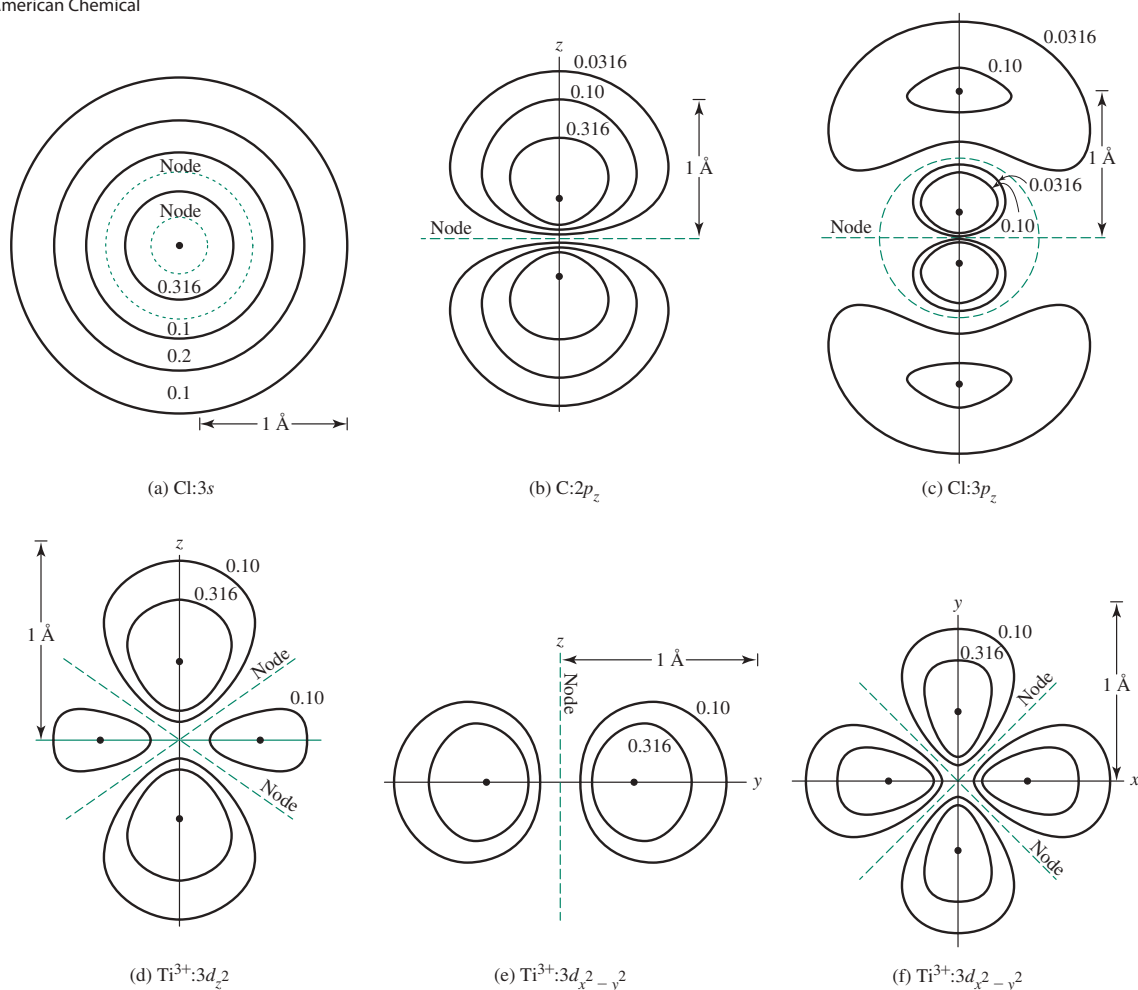 American Chemical
Node
Node
0.316
0.1
0.2
0.1
1 Å
(a) Cl:3s
z
0.0316
0.10
0.316
1 Å
Node
(b) C:2p_z
0.0316
0.10
1 Å
0.0316
0.10
Node
(c) Cl:3p_z
z
0.10
0.316
1 Å
Node
0.10
Node
(d) Ti³⁺:3d_z²
z
1 Å
Node
0.10
0.316
y
(e) Ti³⁺:3d_x² – y²
y
0.10
0.316
1 Å
Node
x
Node
(f) Ti³⁺:3d_x² – y²